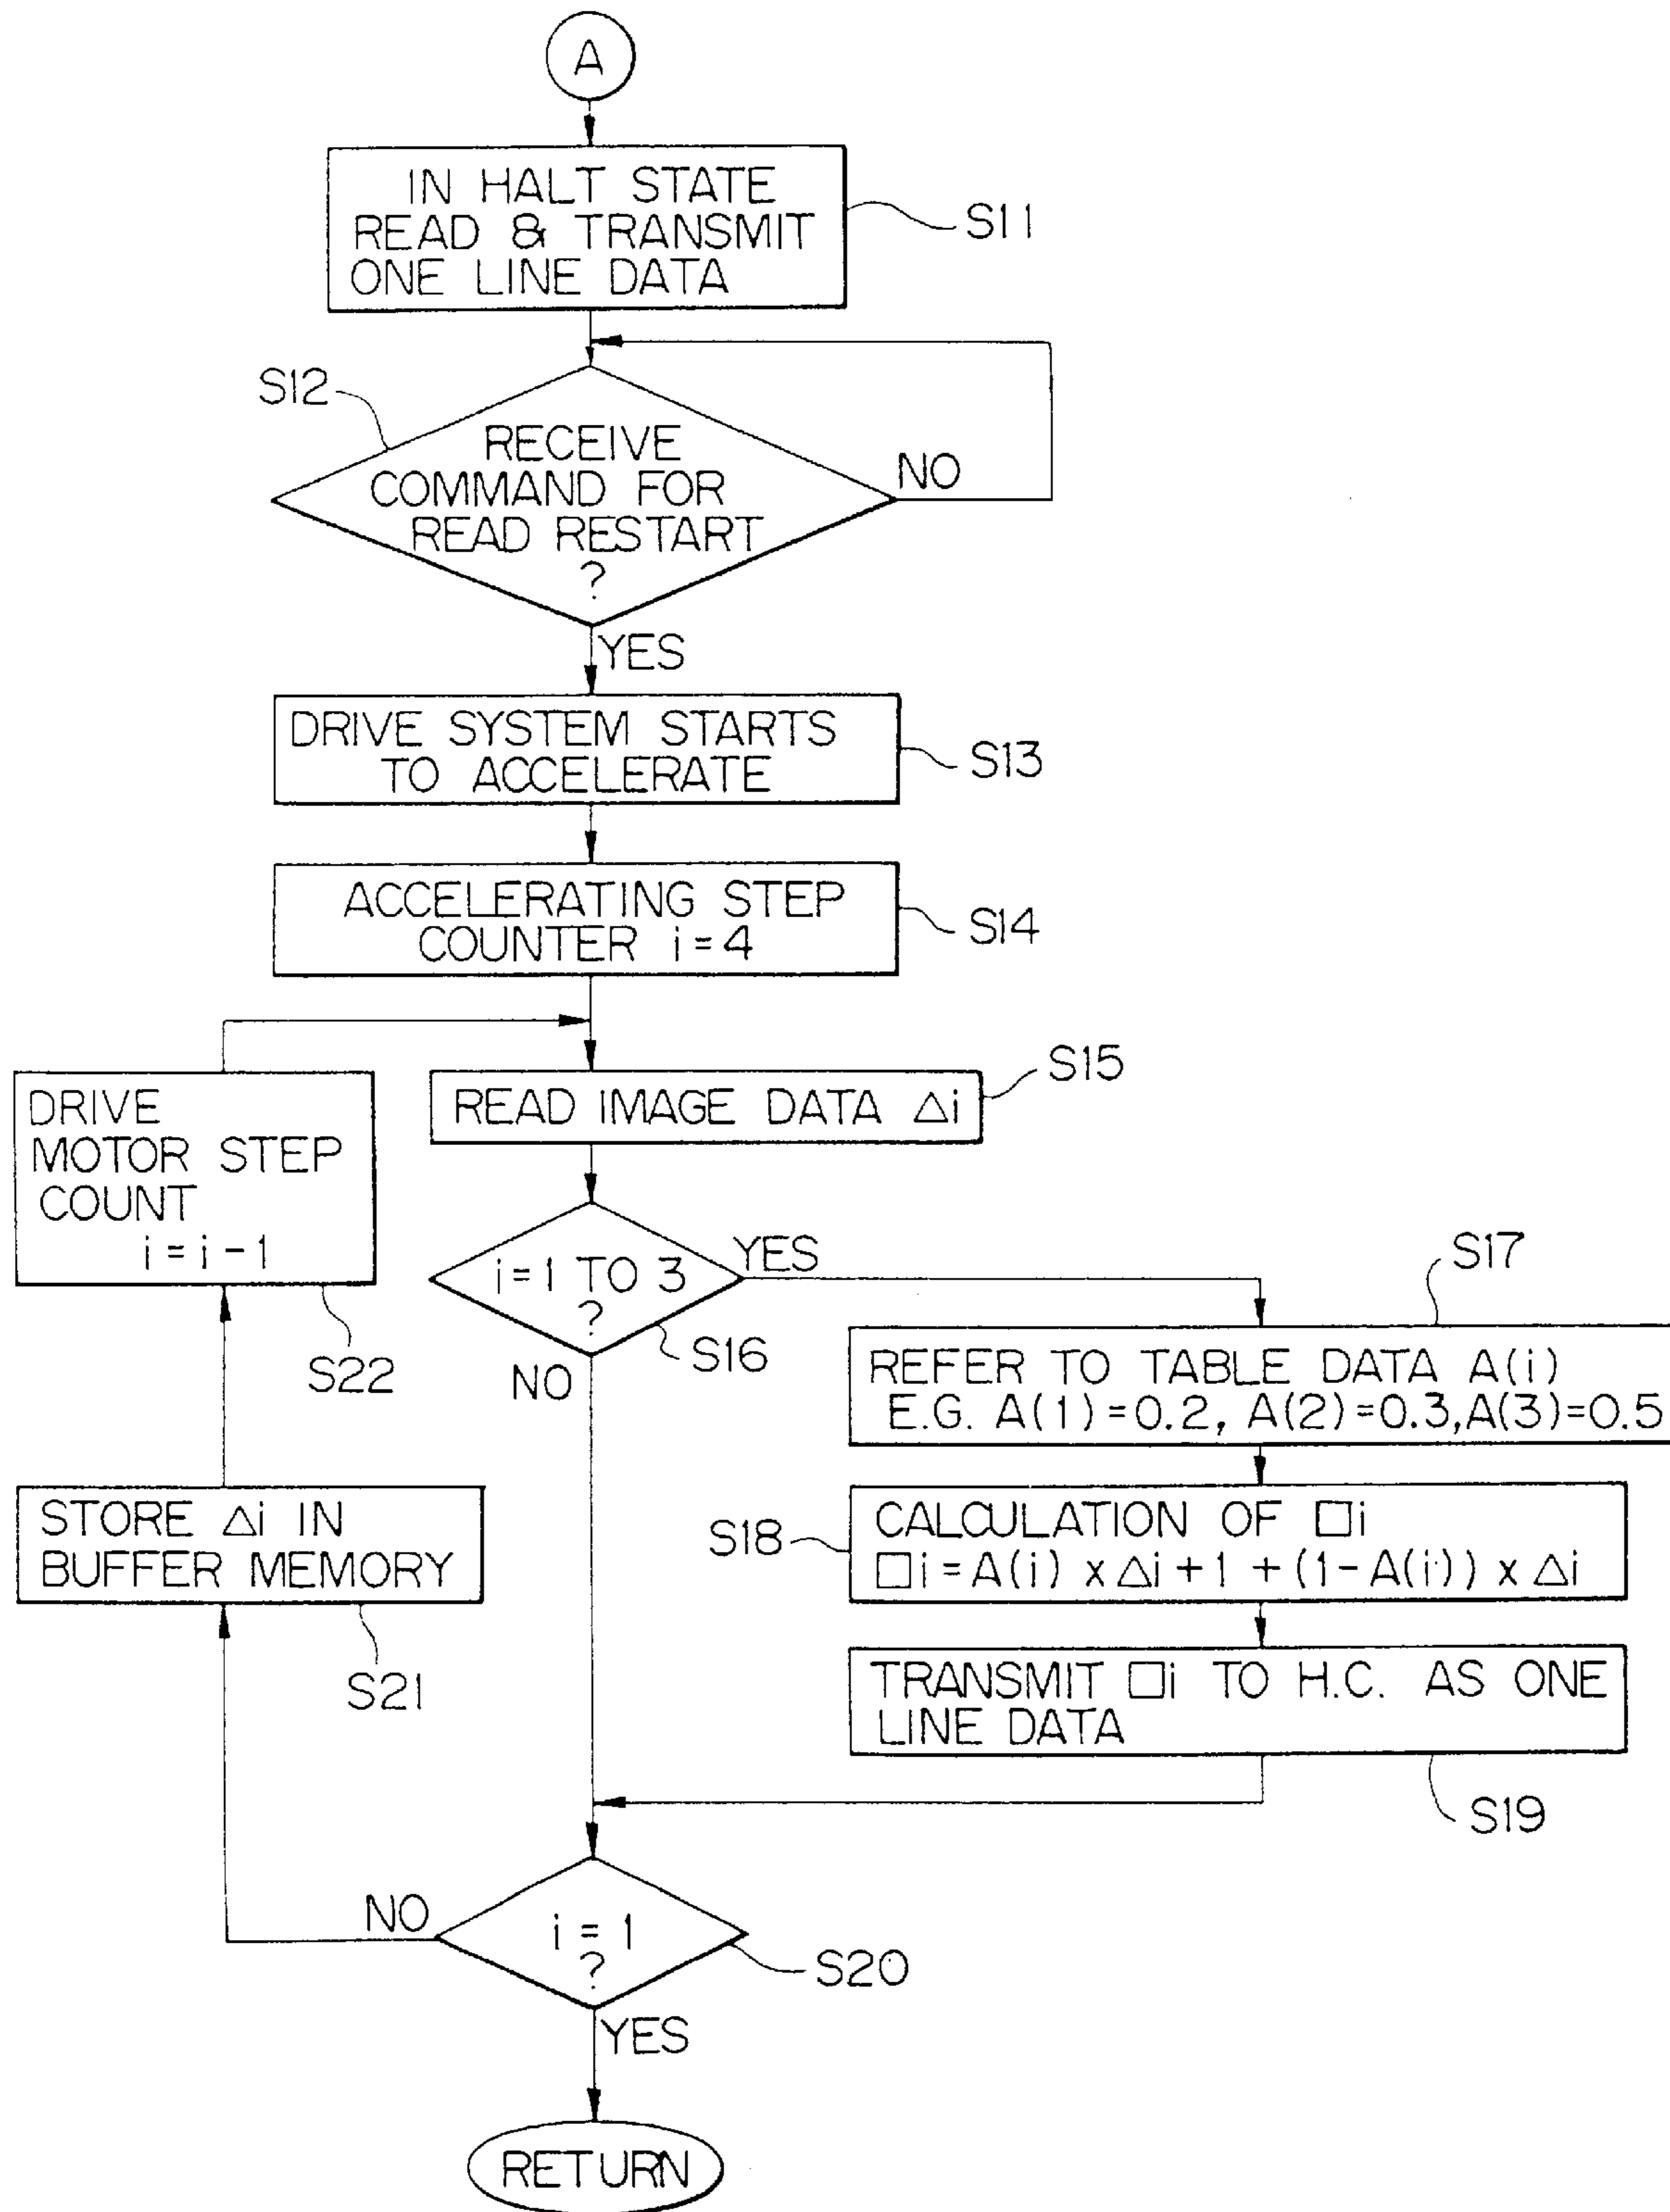 A
IN HALT STATE
READ & TRANSMIT
ONE LINE DATA
S11
S12
RECEIVE
COMMAND FOR
READ RESTART
?
NO
YES
DRIVE SYSTEM STARTS
TO ACCELERATE
S13
ACCELERATING STEP
COUNTER i=4
S14
DRIVE
MOTOR STEP
COUNT
i=i-1
S22
READ IMAGE DATA △i
S15
i=1 TO 3
?
YES
S16
NO
S17
REFER TO TABLE DATA A(i)
E.G. A(1)=0.2, A(2)=0.3,A(3)=0.5
STORE △i IN
BUFFER MEMORY
S21
S18
CALCULATION OF □i
□i=A(i) x △i+1 +(1-A(i)) x △i
TRANSMIT □i TO H.C. AS ONE
LINE DATA
S19
NO
i = 1
?
S20
YES
RETURN